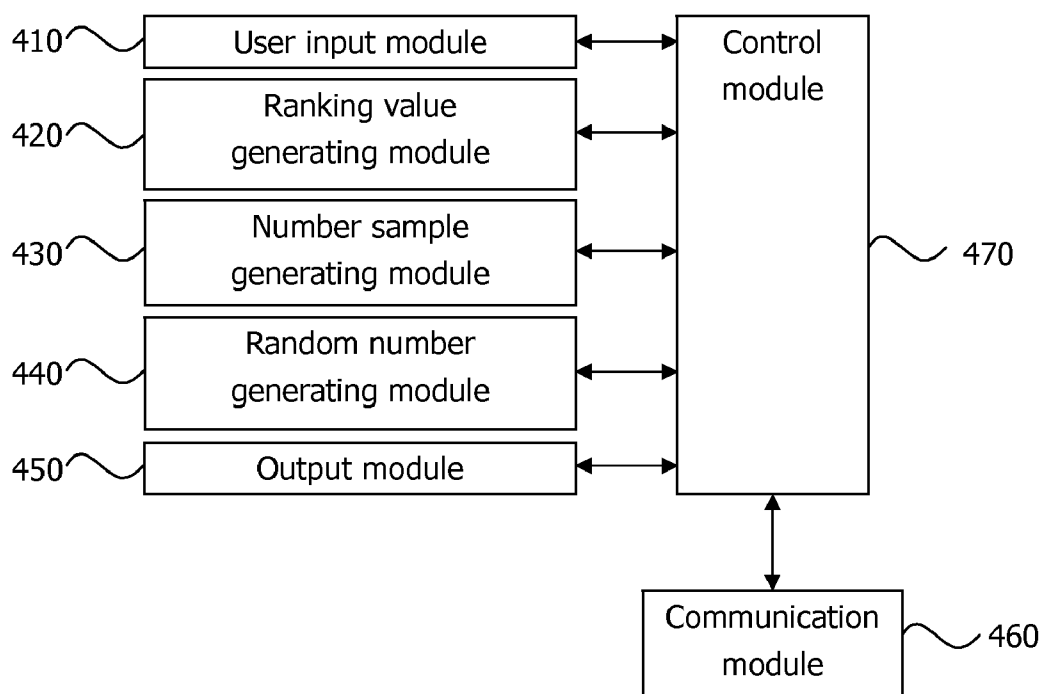 410
User input module
Control
module
420
Ranking value
generating module
430
Number sample
generating module
470
440
Random number
generating module
450
Output module
Communication
module
460